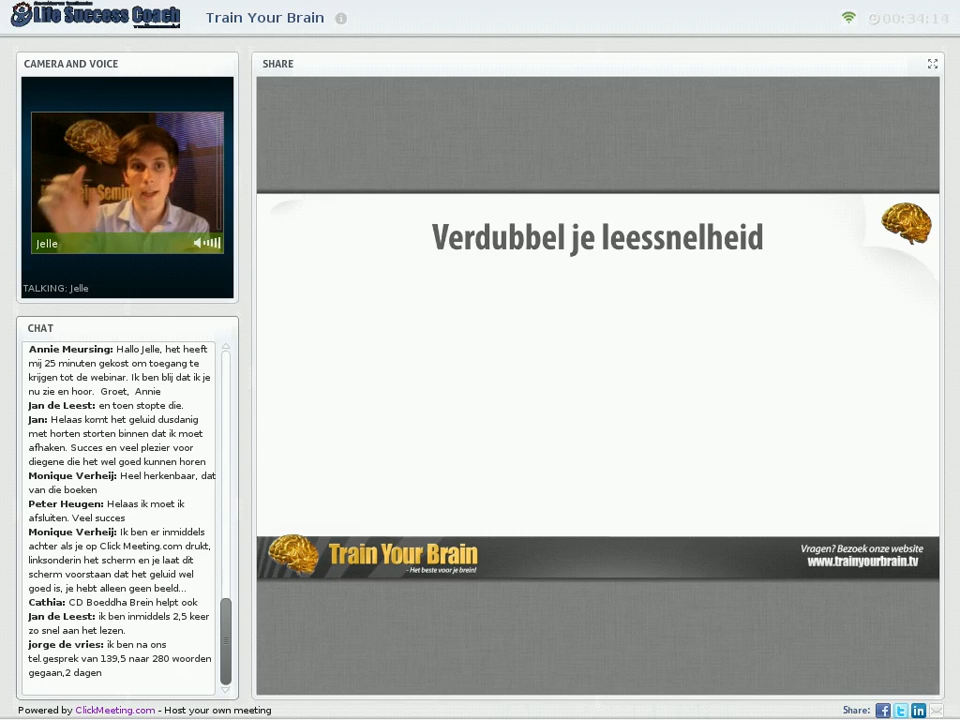 Life Success Coach
Train Your Brain
00:34:14
CAMERA AND VOICE
SHARE
Jelle
TALKING: Jelle
Verdubbel je leessnelheid
CHAT
Annie Meursing: Hallo Jelle, het heeft
mij 25 minuten gekost om toegang te
krijgen tot de webinar. Ik ben blij dat ik je
nu zie en hoor. Groet, Annie
Jan de Leest: en toen stopte die.
Jan: Helaas komt het geluid dusdanig
met horten storten binnen dat ik moet
afhaken. Succes en veel plezier voor
diegene die het wel goed kunnen horen
Monique Verheij: Heel herkenbaar, dat
van die boeken
Peter Heugen: Helaas ik moet ik
afsluiten. Veel succes
Monique Verheij: Ik ben er inmiddels
achter als je op Click Meeting.com drukt,
linksonderin het scherm en je laat dit
scherm voorstaan dat het geluid wel
goed is, je hebt alleen geen beeld...
Cathia: CD Boeddha Brein helpt ook
Jan de Leest: ik ben inmiddels 2,5 keer
zo snel aan het lezen.
jorge de vries: ik ben na ons
tel.gesprek van 139,5 naar 280 woorden
gegaan,2 dagen
Train Your Brain
- Het beste voor je brein!
Vragen? Bezoek onze website
www.trainyourbrain.tv
Powered by ClickMeeting.com - Host your own meeting
Share: